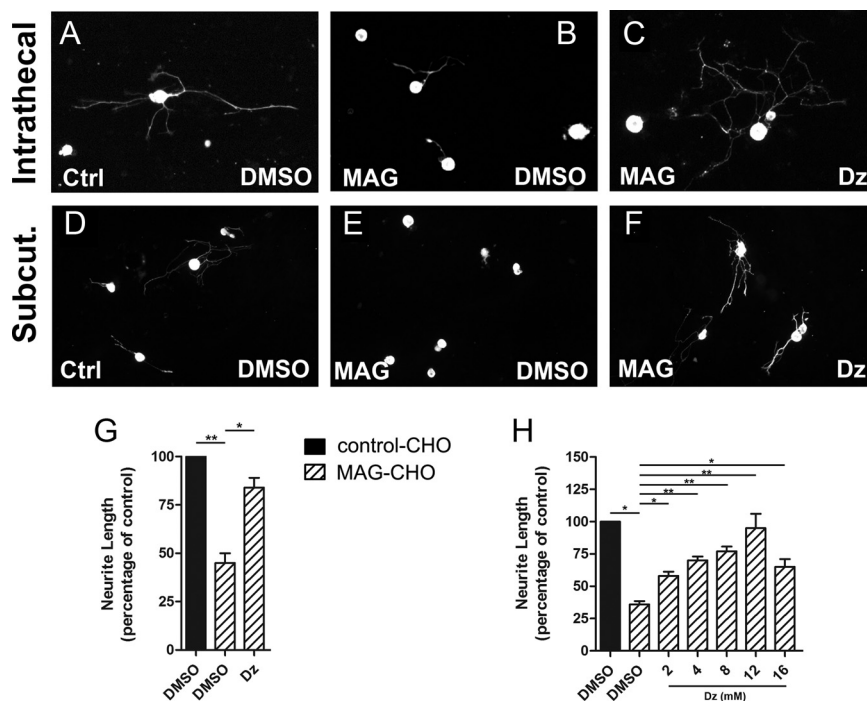 Intrathecal
A
Ctrl
DMSO
B
MAG
DMSO
C
MAG
Dz
Subcut.
D
Ctrl
DMSO
E
MAG
DMSO
F
MAG
Dz
G
Neurite Length
(percentage of control)
100
75
50
25
0
**
*
DMSO
DMSO
Dz
control-CHO
MAG-CHO
H
Neurite Length
(percentage of control)
150
125
100
75
50
25
0
*
**
**
**
*
*
DMSO
DMSO
2
4
8
12
16
Dz (mM)